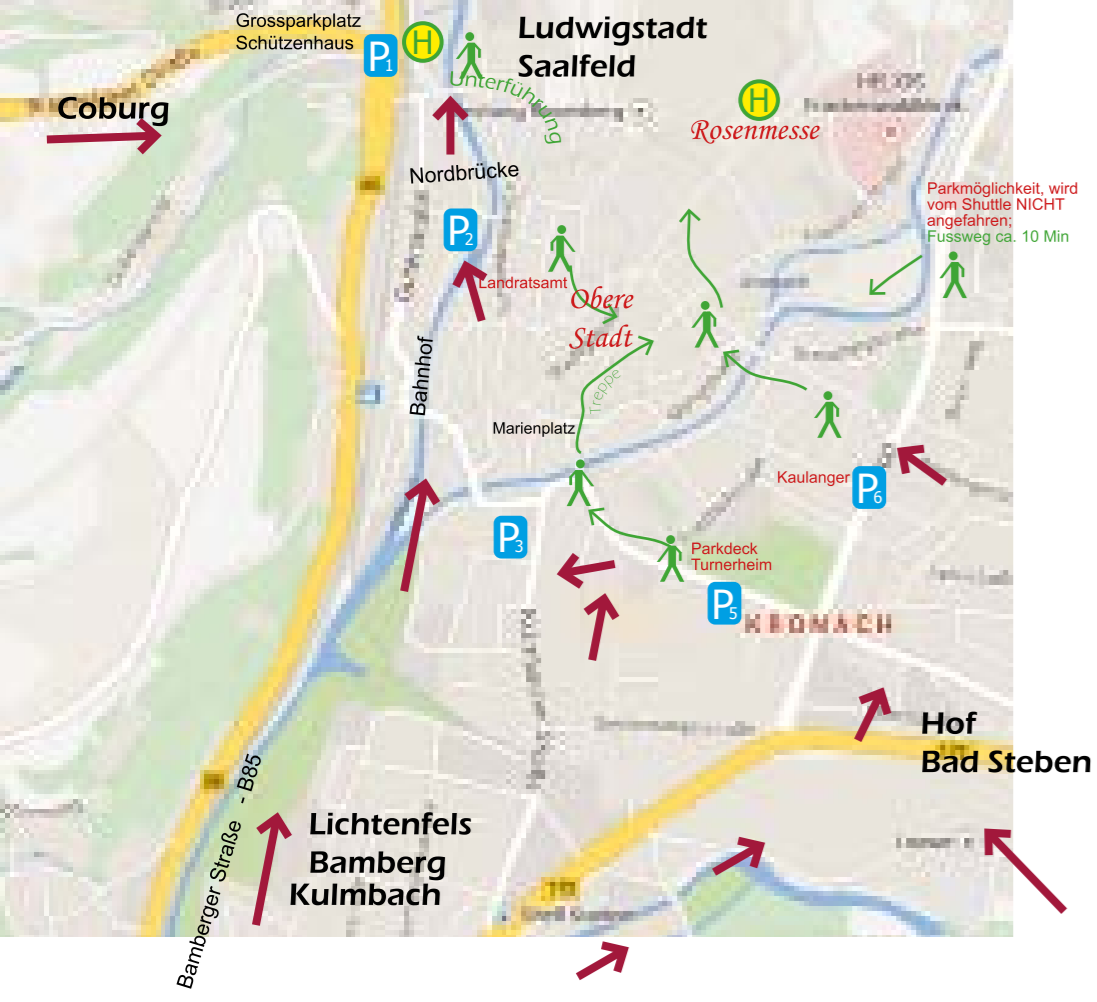 Grossparkplatz
Schützenhaus
P1
H
Ludwigstadt
Saalfeld
Unterführung
Coburg
H
Rosenmesse
Nordbrücke
Parkmöglichkeit, wird
vom Shuttle NICHT
angefahren;
Fussweg ca. 10 Min
P2
Landratsamt
Obere
Stadt
Bahnhof
Treppe
Marienplatz
Kaulanger
P6
P3
Parkdeck
Turnerheim
P5
KRONACH
Hof
Bad Steben
Bamberger Straße - B85
Lichtenfels
Bamberg
Kulmbach